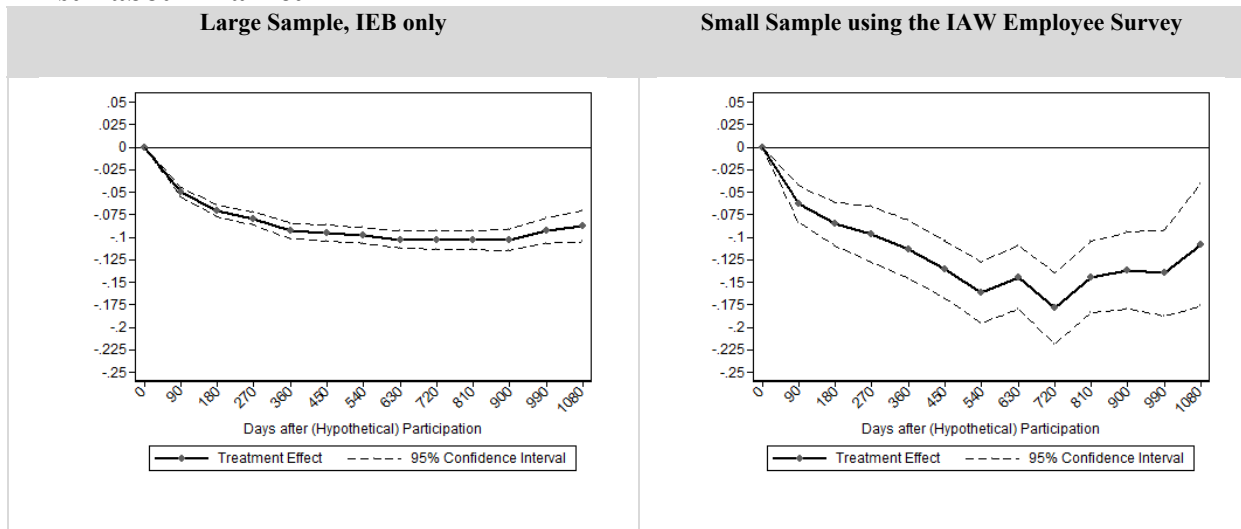 Large Sample, IEB only
Small Sample using the IAW Employee Survey
.05
.025
0
-.025
-.05
-.075
-.1
-.125
-.15
-.175
-.2
-.225
-.25
0 90 180 270 360 450 540 630 720 810 900 990 1080
Days after (Hypothetical) Participation
Treatment Effect
95% Confidence Interval
.05
.025
0
-.025
-.05
-.075
-.1
-.125
-.15
-.175
-.2
-.225
-.25
0 90 180 270 360 450 540 630 720 810 900 990 1080
Days after (Hypothetical) Participation
Treatment Effect
95% Confidence Interval